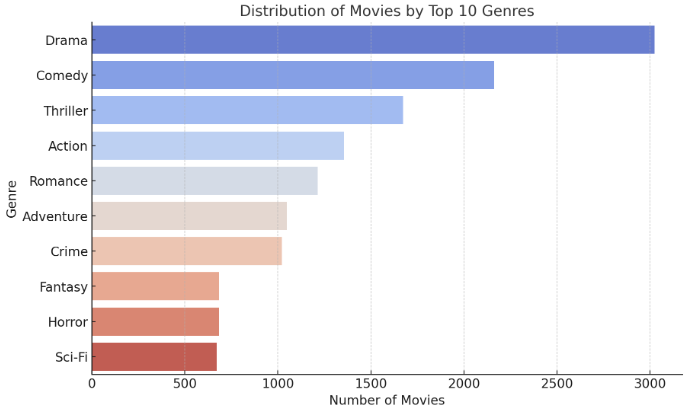 Distribution of Movies by Top 10 Genres
Genre
Drama
Comedy
Thriller
Action
Romance
Adventure
Crime
Fantasy
Horror
Sci-Fi
0 500 1000 1500 2000 2500 3000
Number of Movies